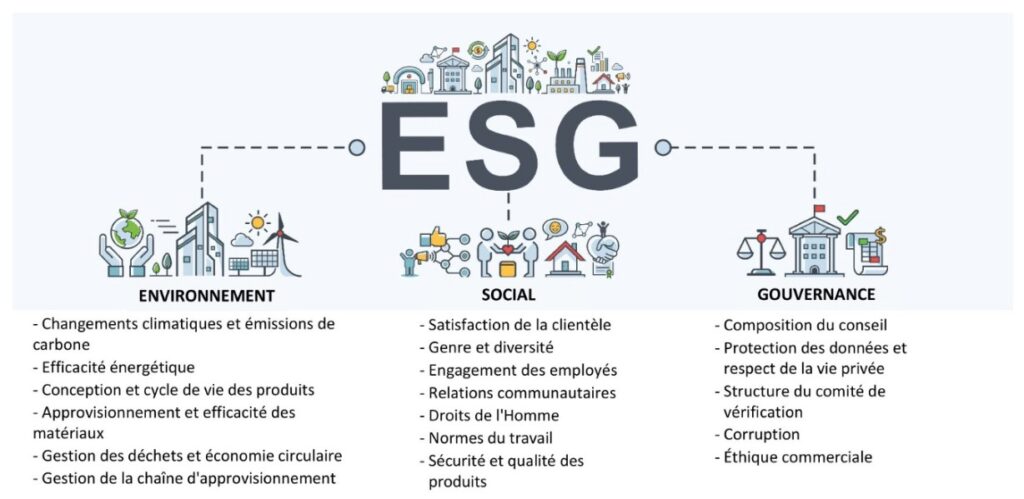 ESG
ENVIRONNEMENT
- Changements climatiques et émissions de
carbone
- Efficacité énergétique
- Conception et cycle de vie des produits
- Approvisionnement et efficacité des
matériaux
- Gestion des déchets et économie circulaire
- Gestion de la chaîne d'approvisionnement
SOCIAL
- Satisfaction de la clientèle
- Genre et diversité
- Engagement des employés
- Relations communautaires
- Droits de l'Homme
- Normes du travail
- Sécurité et qualité des
produits
GOUVERNANCE
- Composition du conseil
- Protection des données et
respect de la vie privée
- Structure du comité de
vérification
- Corruption
- Éthique commerciale